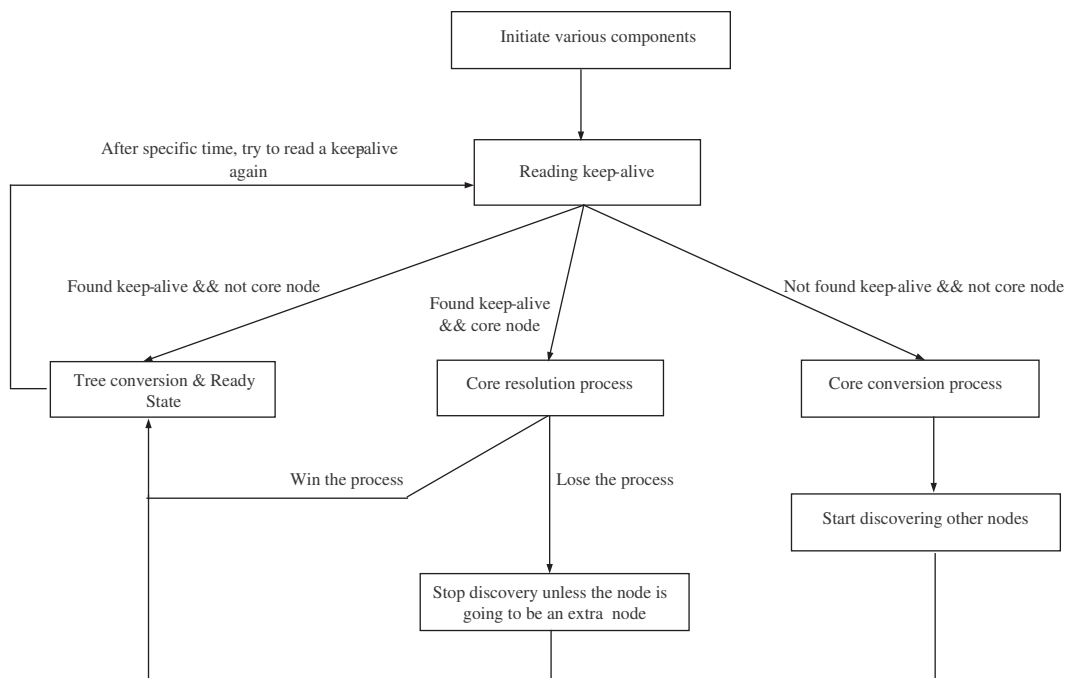 Initiate various components
After specific time, try to read a keep-alive
again
Reading keep-alive
Found keep-alive && not core node
Found keep-alive
&& core node
Not found keep-alive && not core node
Tree conversion & Ready
State
Core resolution process
Core conversion process
Win the process
Lose the process
Start discovering other nodes
Stop discovery unless the node is
going to be an extra node